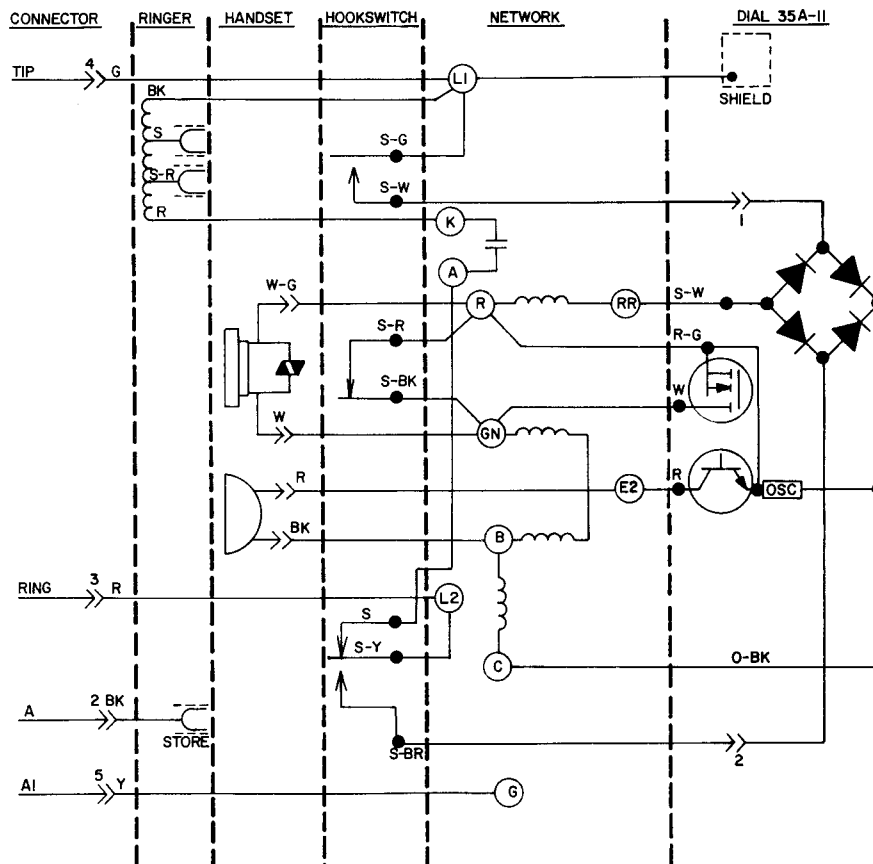 CONNECTOR RINGER HANDSET HOOKSWITCH NETWORK DIAL 35A-11
TIP 4 G L1
BK
SHIELD
S S-G
S-R S-W
R K 1
A
W-G R RR S-W
S-R R-G
S-BK W
W GN
R E2 R OSC
BK B
RING 3 R L2
S
S-Y C O-BK
A 2 BK
STORE S-BR 2
A1 5 Y G